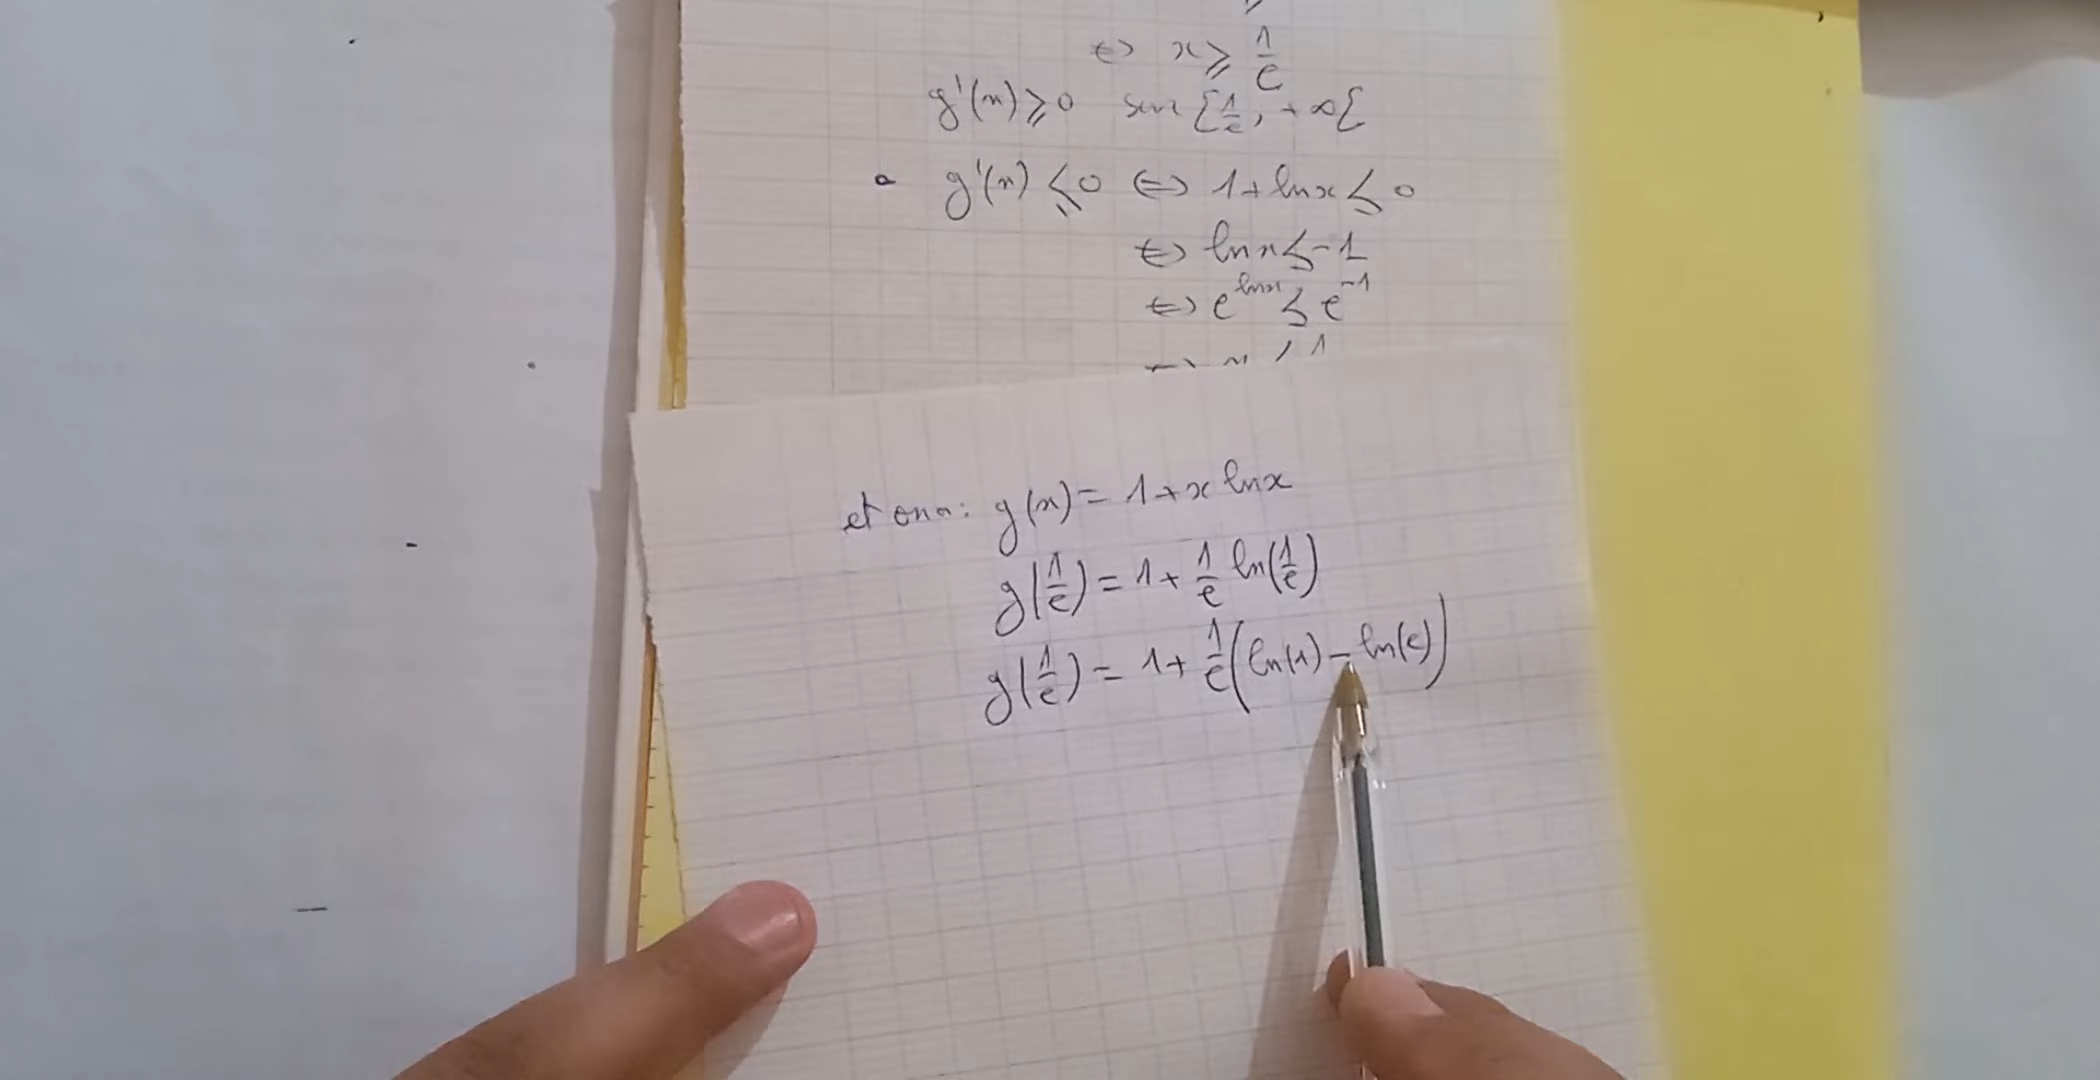 ⇔ x ⩾ 1/e
g'(x) ⩾ 0 sur [1/e, +∞[
g'(x) ⩽ 0 ⇔ 1 + ln x ⩽ 0
⇔ ln x ⩽ -1
⇔ e^{ln x} ⩽ e^{-1}
et on a: g(x) = 1 + x ln x
g(1/e) = 1 + 1/e ln(1/e)
g(1/e) = 1 + 1/e (ln(1) - ln(e))